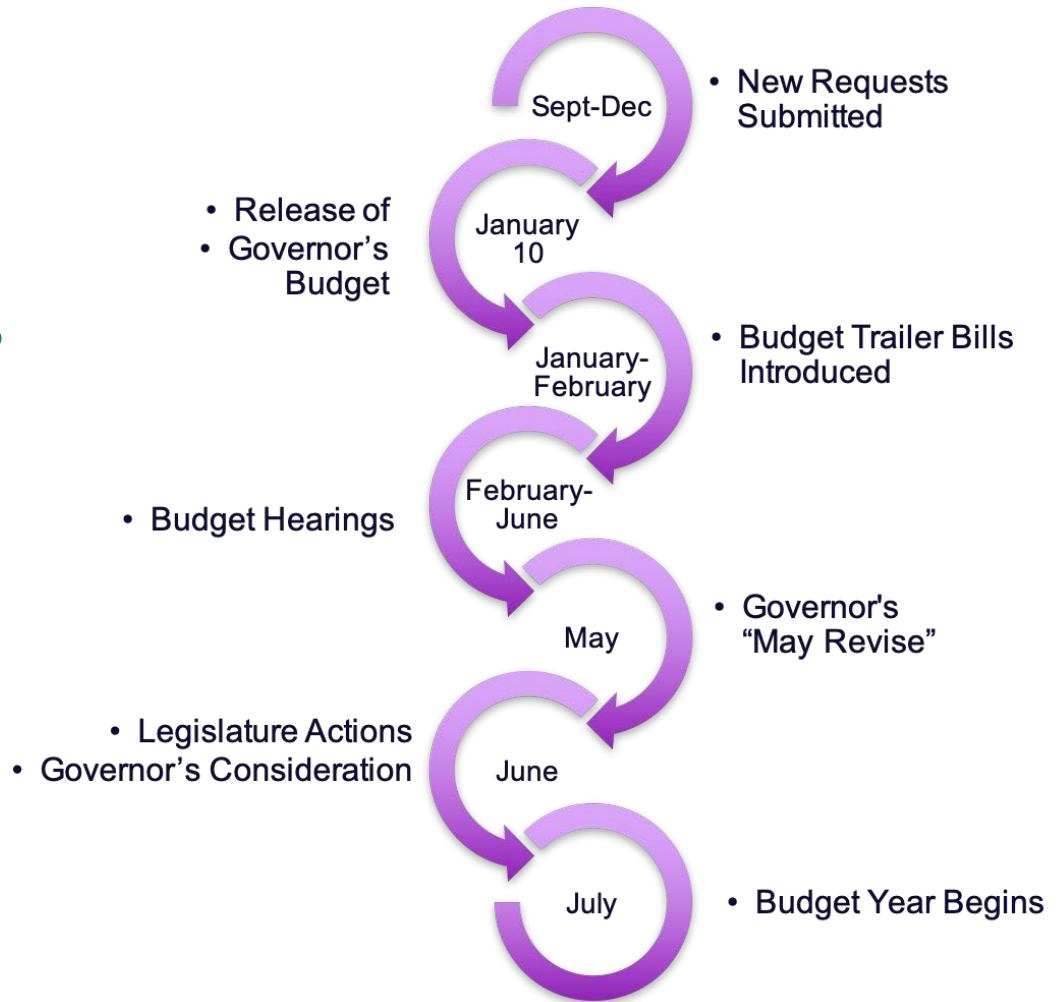 Sept-Dec
• New Requests
Submitted
• Release of
• Governor's
Budget
January
10
January-
February
• Budget Trailer Bills
Introduced
• Budget Hearings
February-
June
May
• Governor's
“May Revise”
• Legislature Actions
• Governor’s Consideration
June
July
• Budget Year Begins